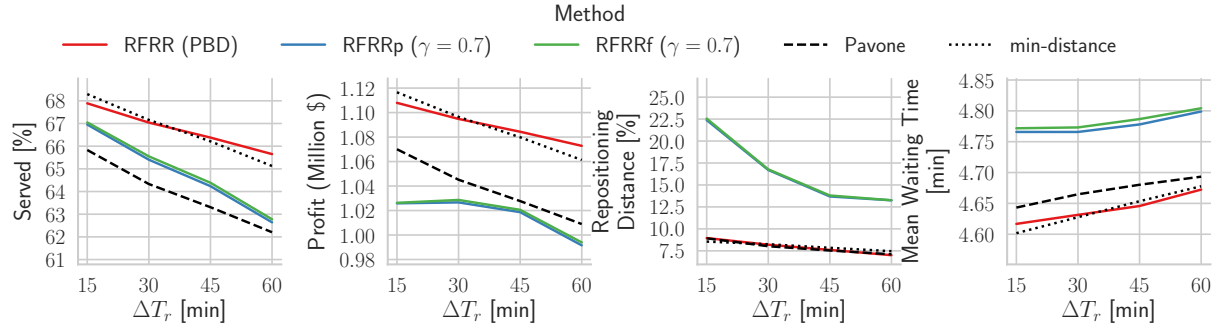 Method
RFRR (PBD) RFRRp (γ = 0.7) RFRRf (γ = 0.7) Pavone min-distance
Served [%]
68
67
66
65
64
63
62
61
15 30 45 60
ΔT_r [min]
Profit (Million $)
1.12
1.10
1.08
1.06
1.04
1.02
1.00
0.98
15 30 45 60
ΔT_r [min]
Repositioning
Distance [%]
25.0
22.5
20.0
17.5
15.0
12.5
10.0
7.5
15 30 45 60
ΔT_r [min]
Mean Waiting Time
[min]
4.85
4.80
4.75
4.70
4.65
4.60
15 30 45 60
ΔT_r [min]